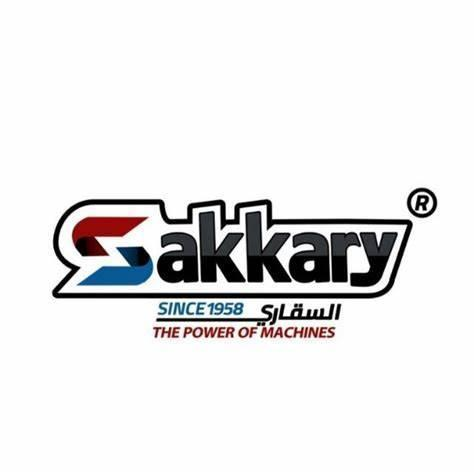 Sakkary ®
SINCE 1958 السقاري
THE POWER OF MACHINES